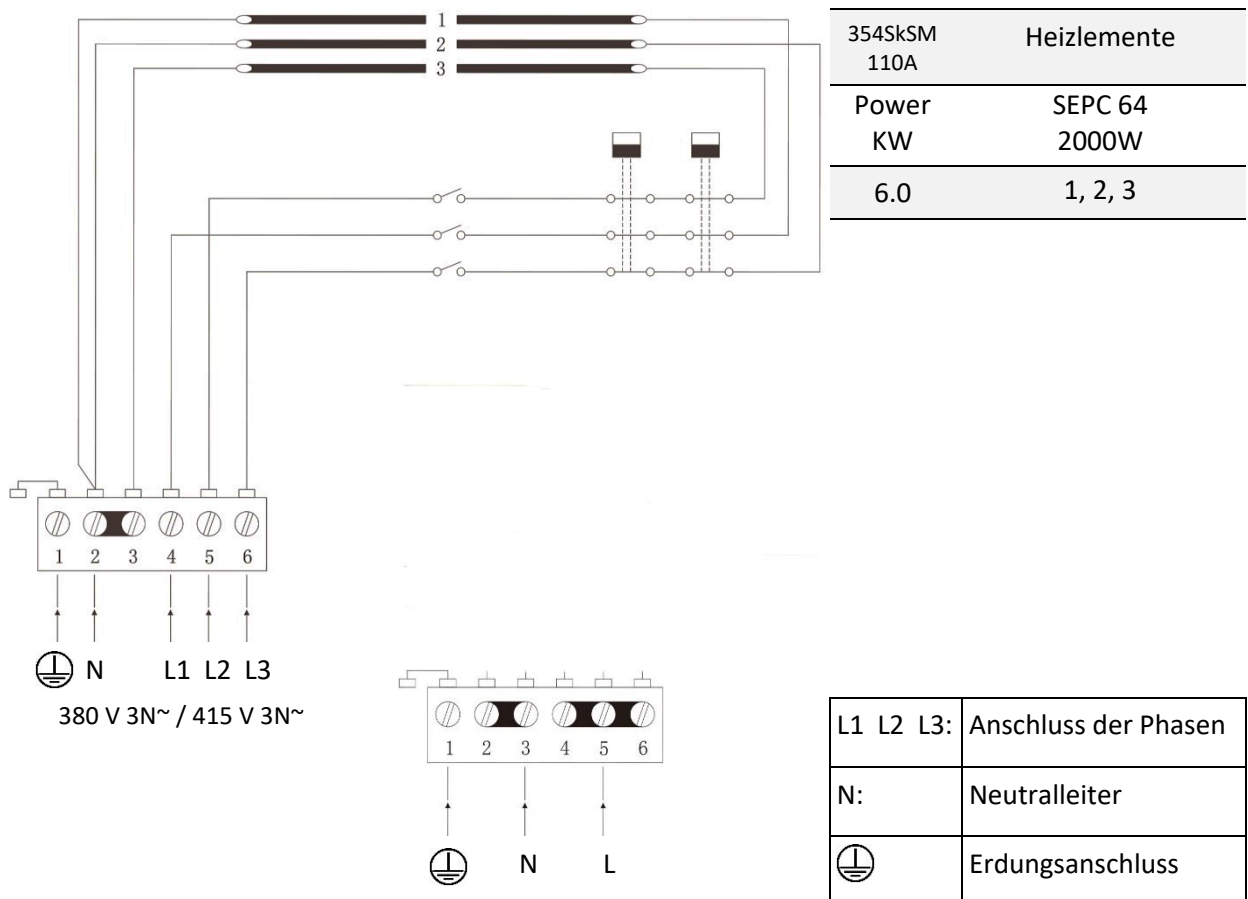 1
2
3
354SkSM
110A
Heizlemente
Power
KW
SEPC 64
2000W
6.0
1, 2, 3
1 2 3 4 5 6
N L1 L2 L3
380 V 3N~ / 415 V 3N~
1 2 3 4 5 6
N L
L1 L2 L3: Anschluss der Phasen
N: Neutralleiter
Erdungsanschluss